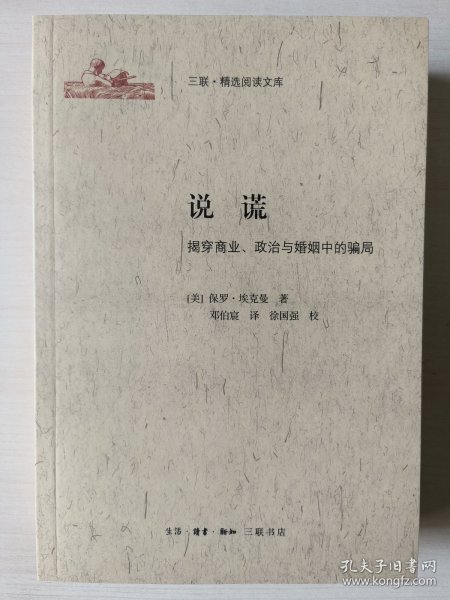 三联·精选阅读文库
说 谎
揭穿商业、政治与婚姻中的骗局
[美] 保罗·埃克曼 著
邓伯宸 译 徐国强 校
生活·讀書·新知 三联书店
孔夫子旧书网
www.kongfz.com